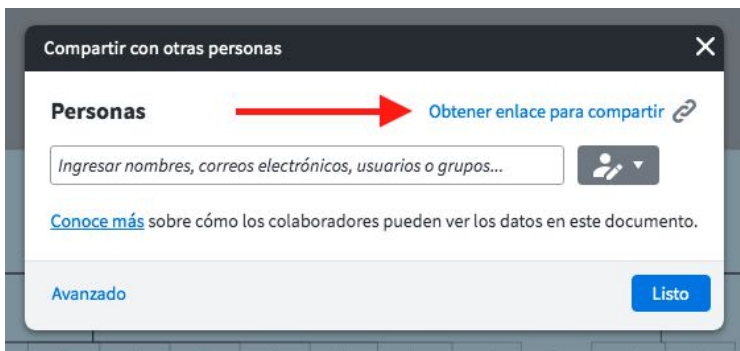 Compartir con otras personas
Personas
Obtener enlace para compartir
Ingresar nombres, correos electrónicos, usuarios o grupos...
Conoce más sobre cómo los colaboradores pueden ver los datos en este documento.
Avanzado
Listo